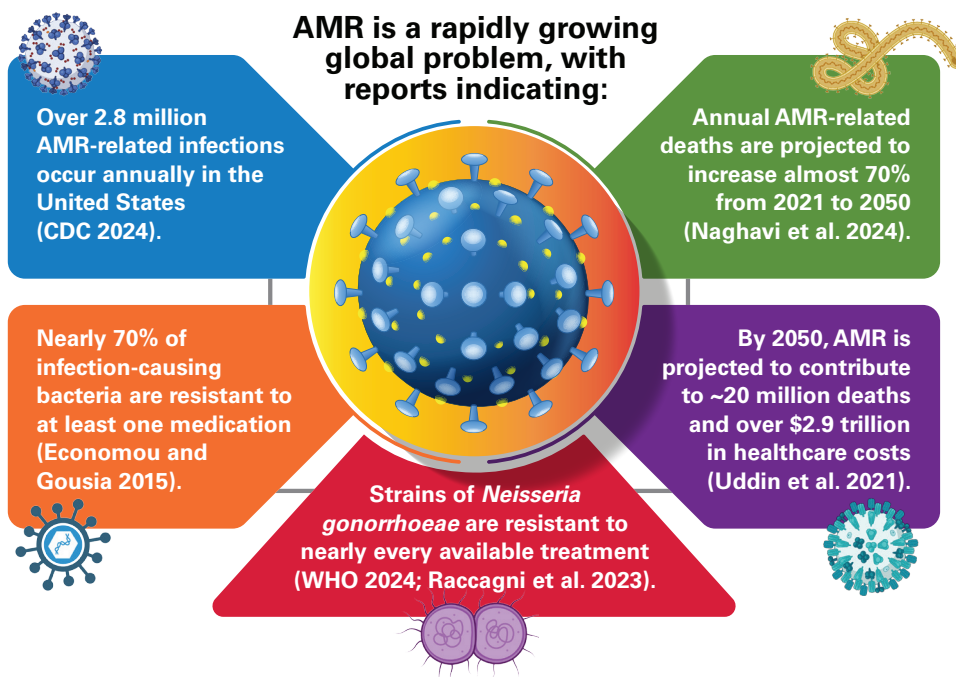 AMR is a rapidly growing
global problem, with
reports indicating:
Over 2.8 million
AMR-related infections
occur annually in the
United States
(CDC 2024).
Annual AMR-related
deaths are projected to
increase almost 70%
from 2021 to 2050
(Naghavi et al. 2024).
Nearly 70% of
infection-causing
bacteria are resistant to
at least one medication
(Economou and
Gousia 2015).
By 2050, AMR is
projected to contribute
to ~20 million deaths
and over $2.9 trillion
in healthcare costs
(Uddin et al. 2021).
Strains of Neisseria
gonorrhoeae are resistant to
nearly every available treatment
(WHO 2024; Raccagni et al. 2023).